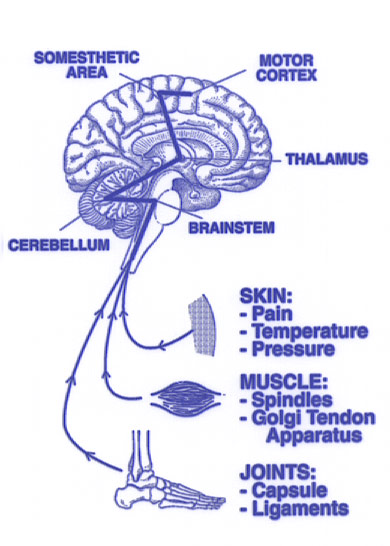 SOMESTHETIC
AREA
MOTOR
CORTEX
THALAMUS
BRAINSTEM
CEREBELLUM
SKIN:
- Pain
- Temperature
- Pressure
MUSCLE:
- Spindles
- Golgi Tendon
Apparatus
JOINTS:
- Capsule
- Ligaments